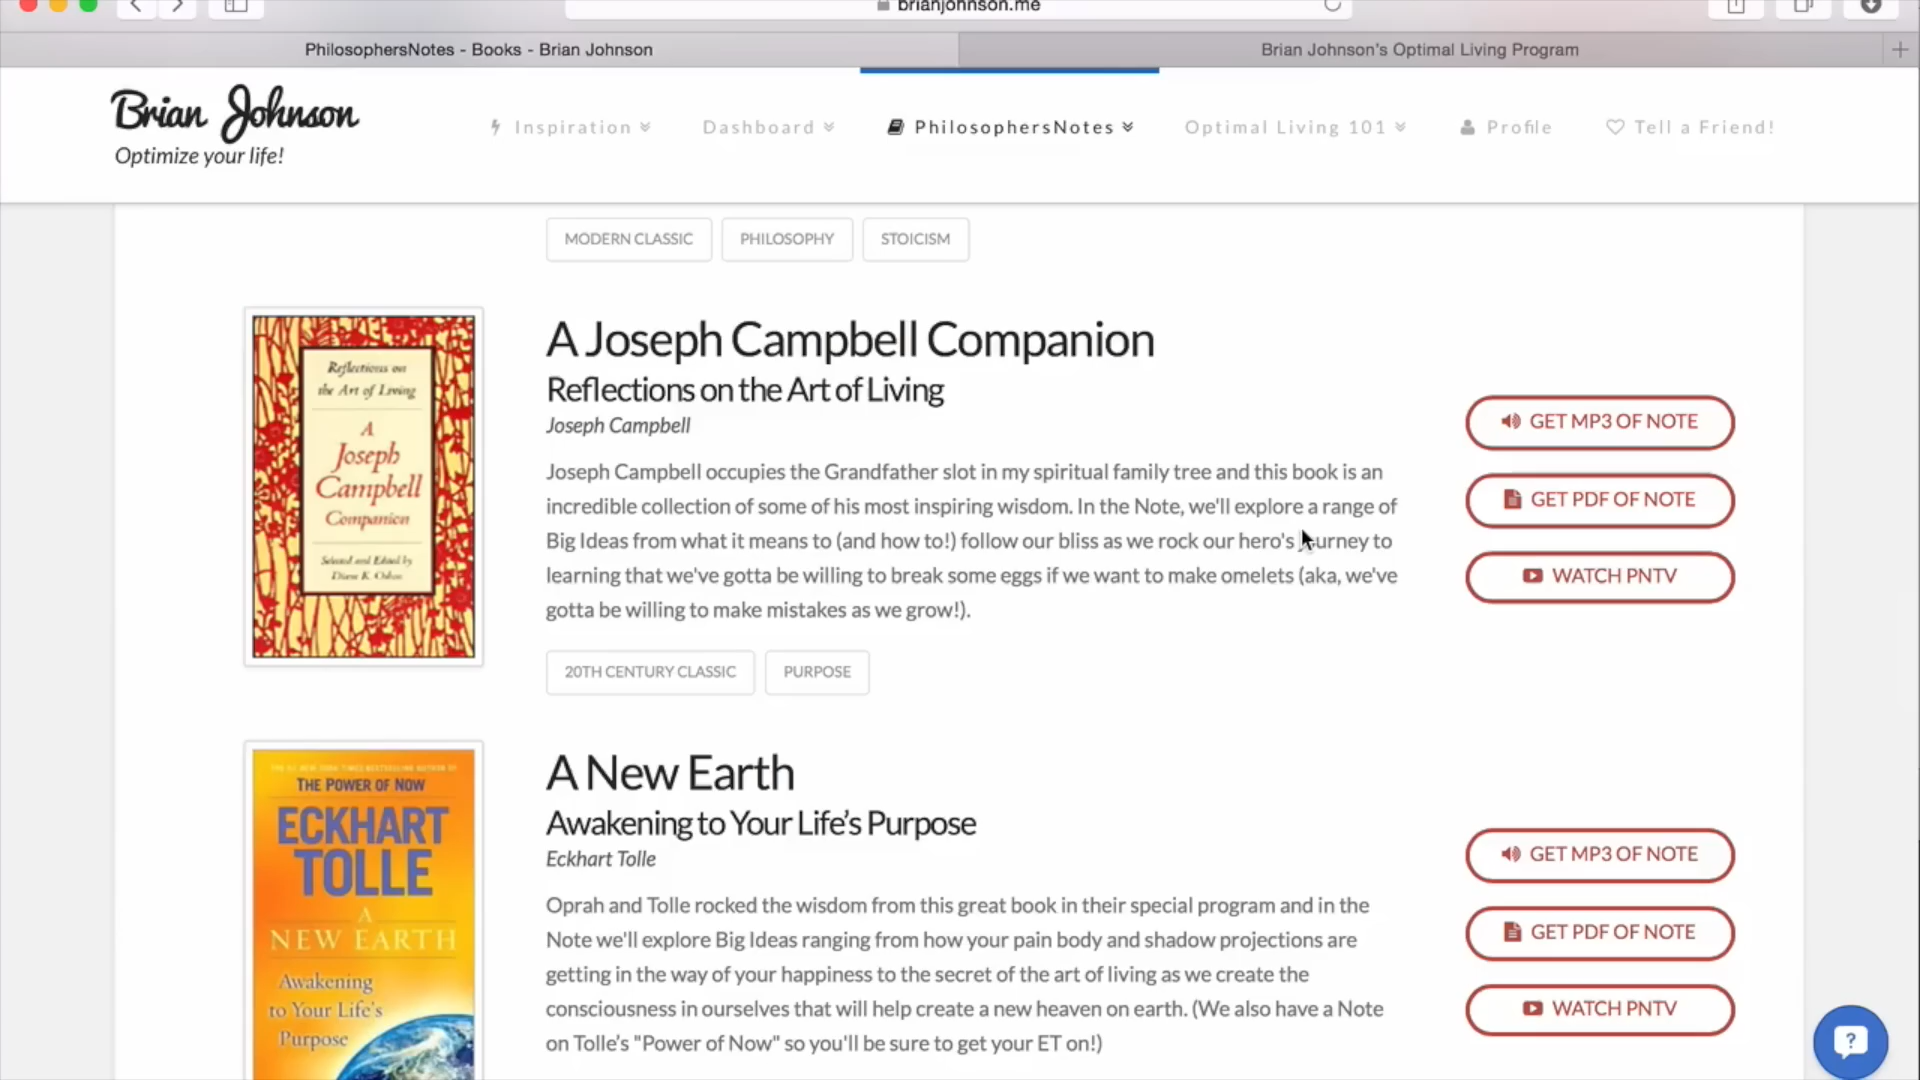 brianjohnson.me
PhilosophersNotes - Books - Brian Johnson
Brian Johnson's Optimal Living Program
Brian Johnson
Optimize your life!
Inspiration
Dashboard
PhilosophersNotes
Optimal Living 101
Profile
Tell a Friend!
MODERN CLASSIC
PHILOSOPHY
STOICISM
Reflections on
the Art of Living
A
Joseph
Campbell
Companion
Selected and Edited by
Diane K. Osbon
A Joseph Campbell Companion
Reflections on the Art of Living
Joseph Campbell
Joseph Campbell occupies the Grandfather slot in my spiritual family tree and this book is an
incredible collection of some of his most inspiring wisdom. In the Note, we'll explore a range of
Big Ideas from what it means to (and how to!) follow our bliss as we rock our hero's journey to
learning that we've gotta be willing to break some eggs if we want to make omelets (aka, we've
gotta be willing to make mistakes as we grow!).
20TH CENTURY CLASSIC
PURPOSE
GET MP3 OF NOTE
GET PDF OF NOTE
WATCH PNTV
THE POWER OF NOW
ECKHART
TOLLE
A
NEW EARTH
Awakening
to Your Life's
Purpose
A New Earth
Awakening to Your Life’s Purpose
Eckhart Tolle
Oprah and Tolle rocked the wisdom from this great book in their special program and in the
Note we'll explore Big Ideas ranging from how your pain body and shadow projections are
getting in the way of your happiness to the secret of the art of living as we create the
consciousness in ourselves that will help create a new heaven on earth. (We also have a Note
on Tolle's "Power of Now" so you'll be sure to get your ET on!)
GET MP3 OF NOTE
GET PDF OF NOTE
WATCH PNTV
?